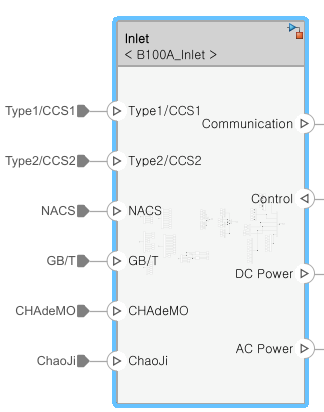 Inlet
< B100A_Inlet >
Type1/CCS1
Type1/CCS1
Communication
Type2/CCS2
Type2/CCS2
Control
NACS
NACS
GB/T
GB/T
DC Power
CHAdeMO
CHAdeMO
AC Power
ChaoJi
ChaoJi